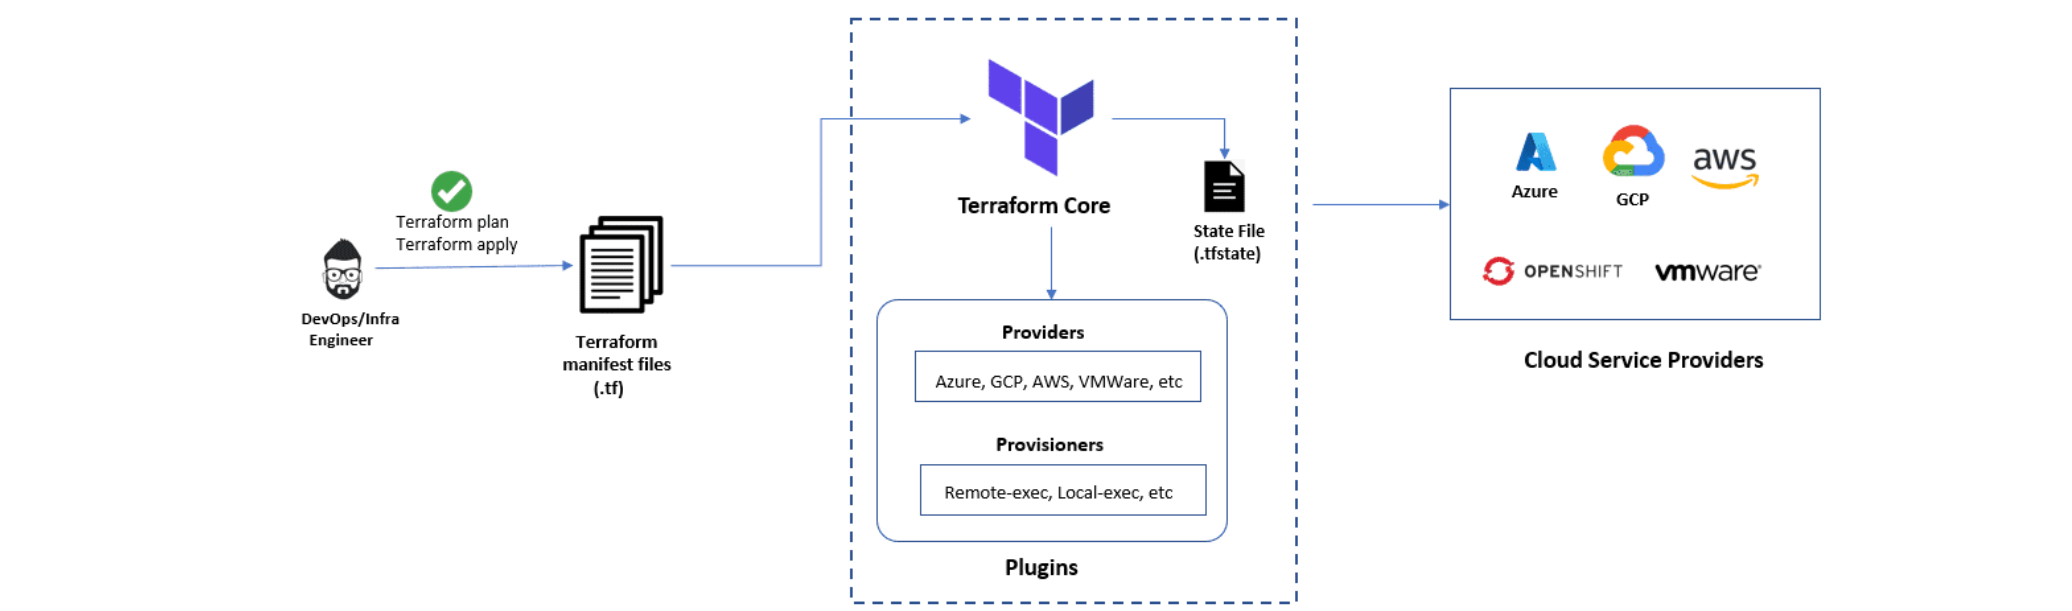 Terraform plan
Terraform apply
DevOps/Infra
Engineer
Terraform
manifest files
(.tf)
Terraform Core
State File
(.tfstate)
Providers
Azure, GCP, AWS, VMWare, etc
Provisioners
Remote-exec, Local-exec, etc
Plugins
Azure
GCP
aws
OPENSHIFT
vmware®
Cloud Service Providers